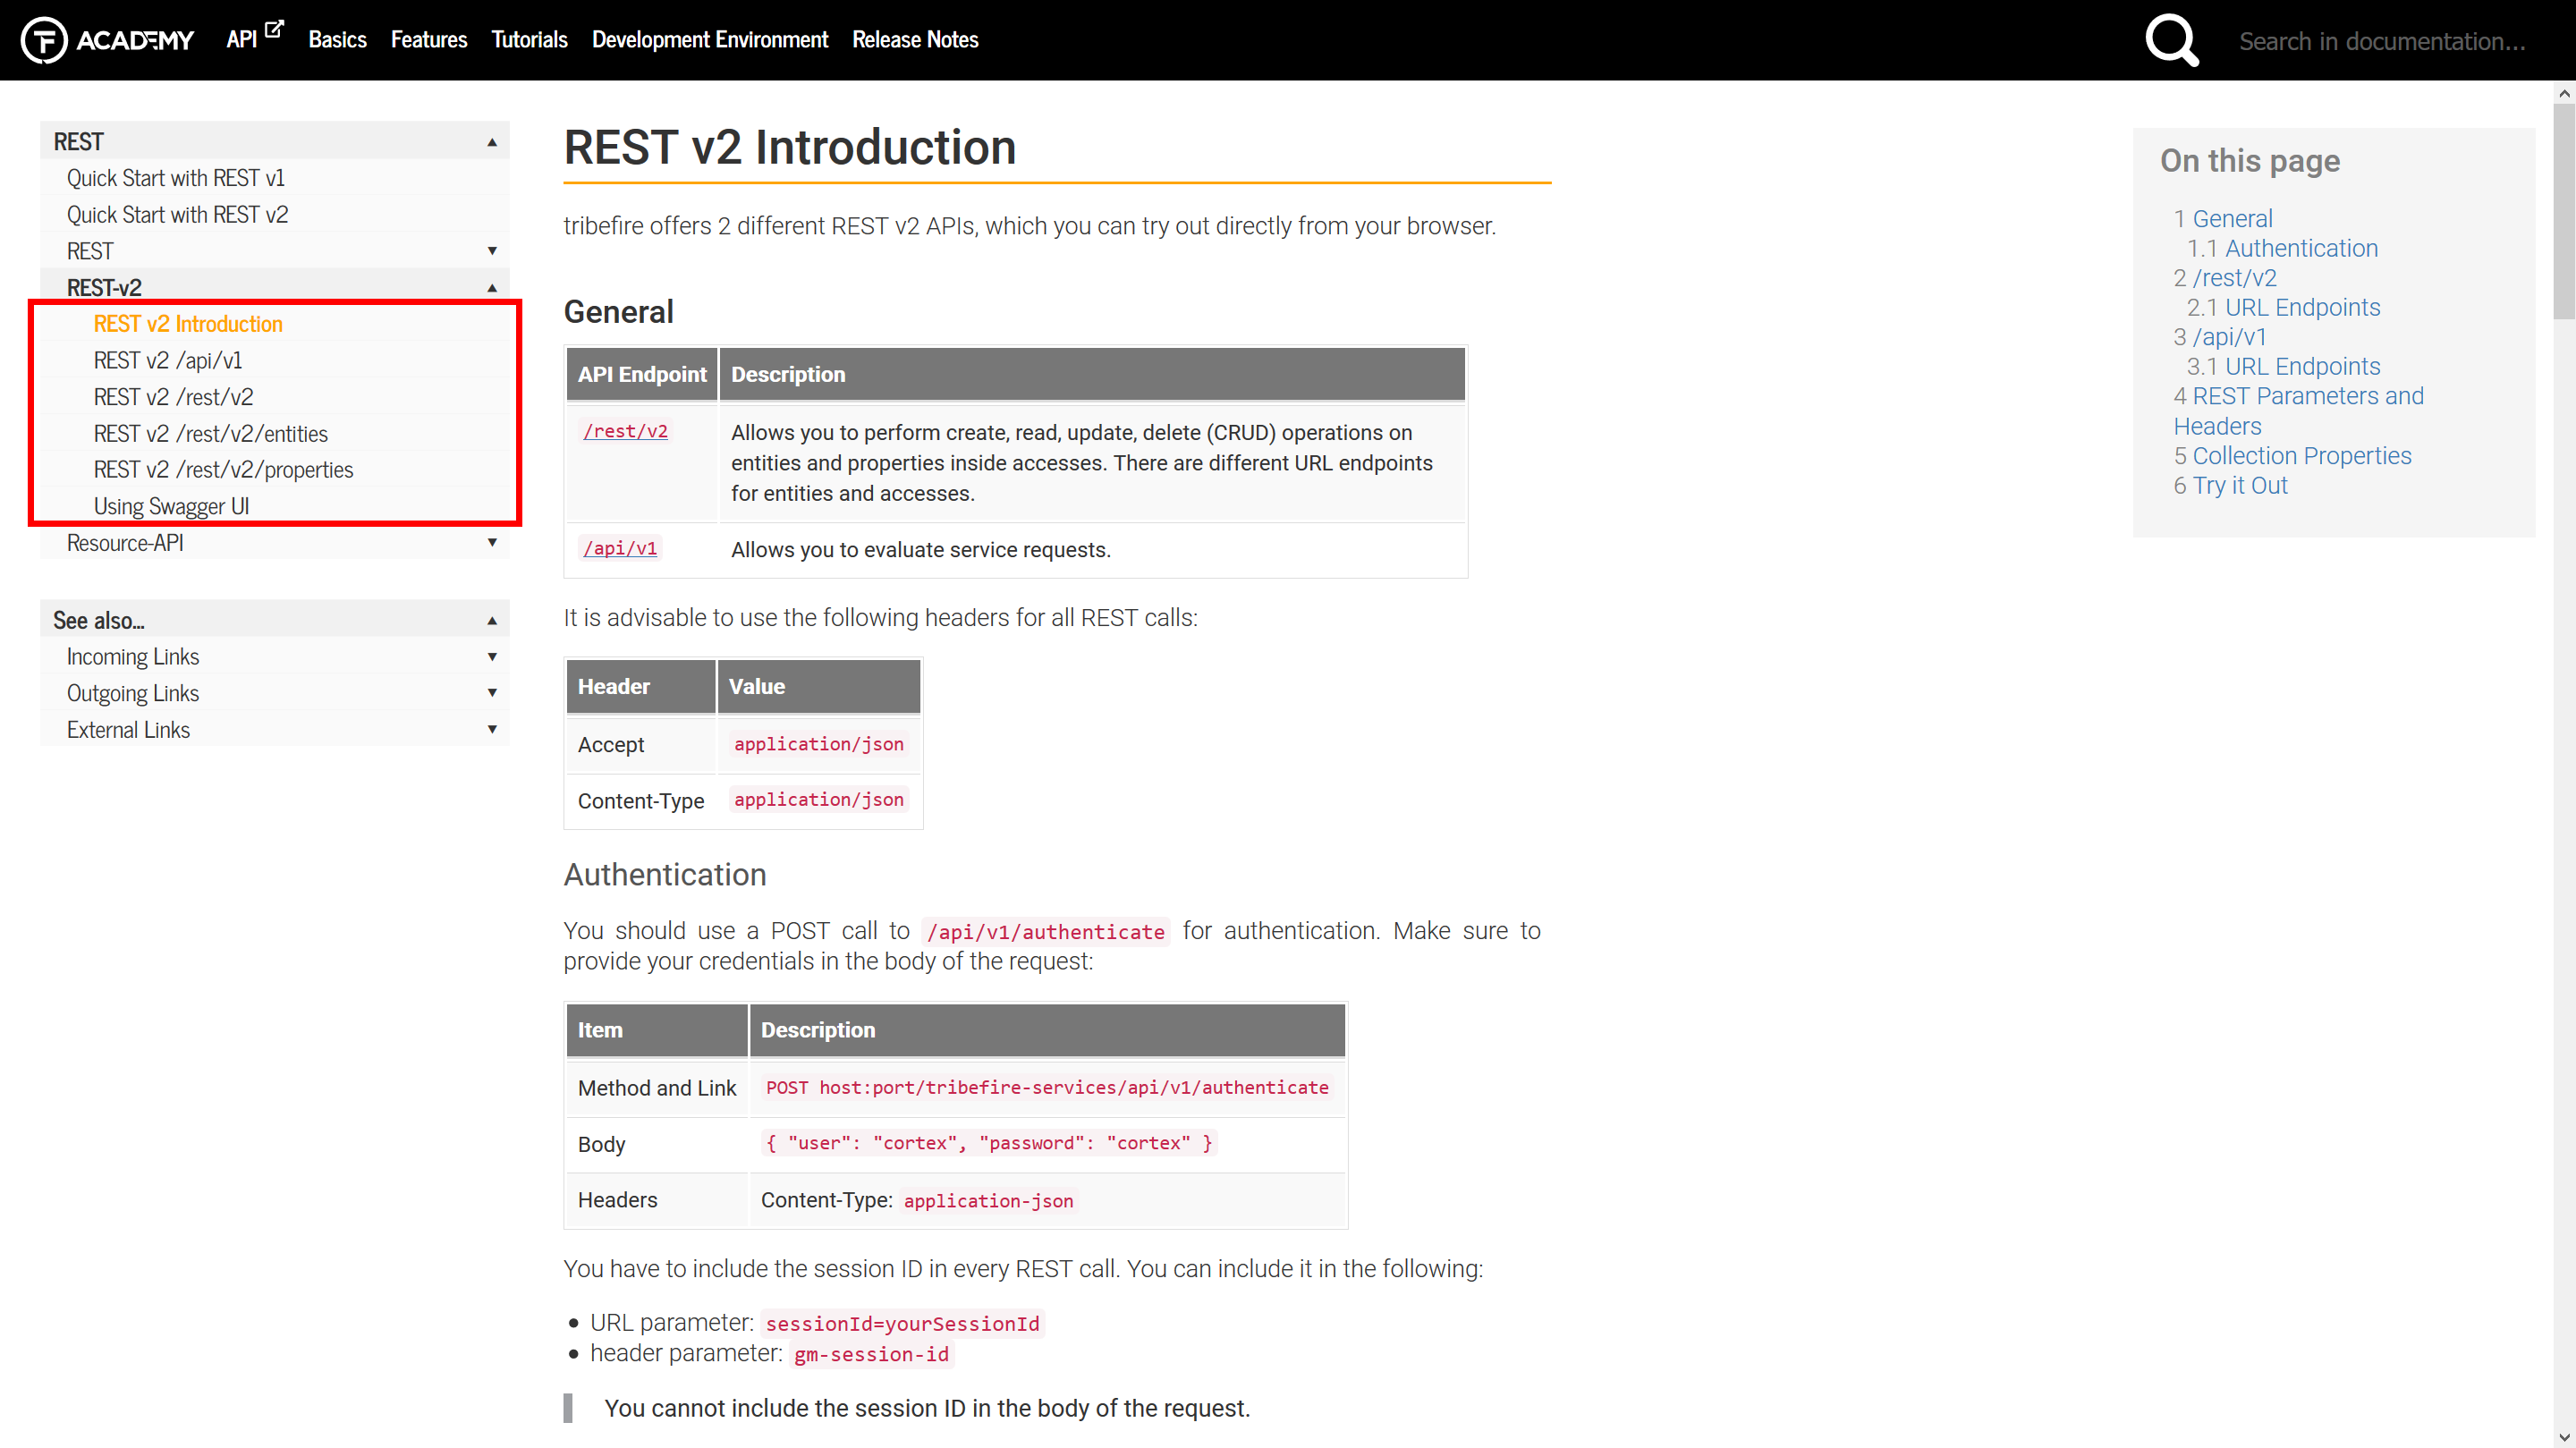 TF ACADEMY API Basics Features Tutorials Development Environment Release Notes Search in documentation...
REST
Quick Start with REST v1
Quick Start with REST v2
REST
REST-v2
REST v2 Introduction
REST v2 /api/v1
REST v2 /rest/v2
REST v2 /rest/v2/entities
REST v2 /rest/v2/properties
Using Swagger UI
Resource-API
See also...
Incoming Links
Outgoing Links
External Links
REST v2 Introduction
tribefire offers 2 different REST v2 APIs, which you can try out directly from your browser.
General
API Endpoint Description
/rest/v2 Allows you to perform create, read, update, delete (CRUD) operations on
entities and properties inside accesses. There are different URL endpoints
for entities and accesses.
/api/v1 Allows you to evaluate service requests.
It is advisable to use the following headers for all REST calls:
Header Value
Accept application/json
Content-Type application/json
Authentication
You should use a POST call to /api/v1/authenticate for authentication. Make sure to
provide your credentials in the body of the request:
Item Description
Method and Link POST host:port/tribefire-services/api/v1/authenticate
Body { "user": "cortex", "password": "cortex" }
Headers Content-Type: application-json
You have to include the session ID in every REST call. You can include it in the following:
• URL parameter: sessionId=yourSessionId
• header parameter: gm-session-id
You cannot include the session ID in the body of the request.
On this page
1 General
1.1 Authentication
2 /rest/v2
2.1 URL Endpoints
3 /api/v1
3.1 URL Endpoints
4 REST Parameters and
Headers
5 Collection Properties
6 Try it Out